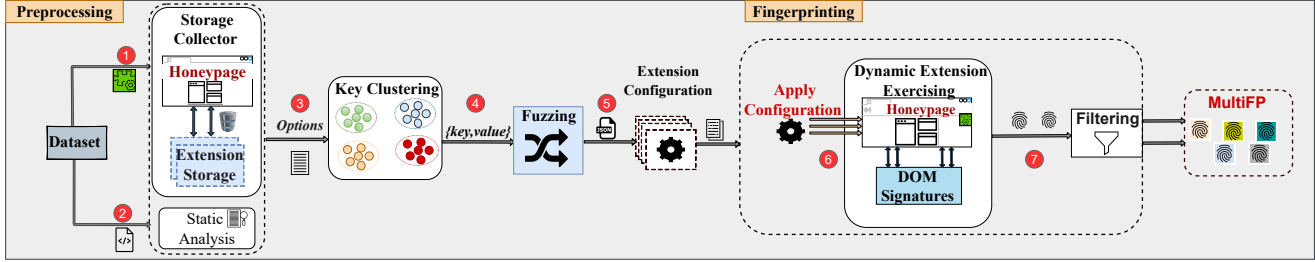 Preprocessing
Dataset
1
2
Storage
Collector
Honeypage
Extension
Storage
Static
Analysis
3
Options
Key Clustering
4
{key,value}
Fuzzing
5
JSON
Extension
Configuration
Fingerprinting
Apply
Configuration
6
Dynamic Extension
Exercising
Honeypage
DOM
Signatures
7
Filtering
MultiFP